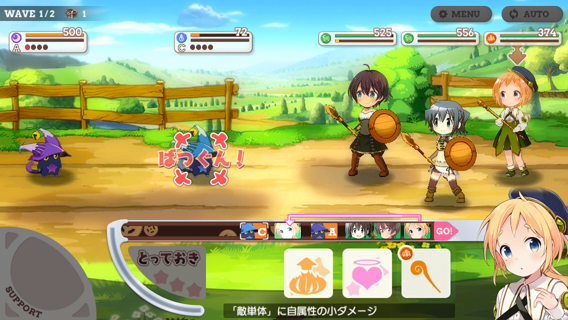 WAVE 1/2 1
MENU
AUTO
500
A
72
C
525
556
374
ばつぐん!
C
A
GO!
とっておき
SUPPORT
「敵単体」に自属性の小ダメージ